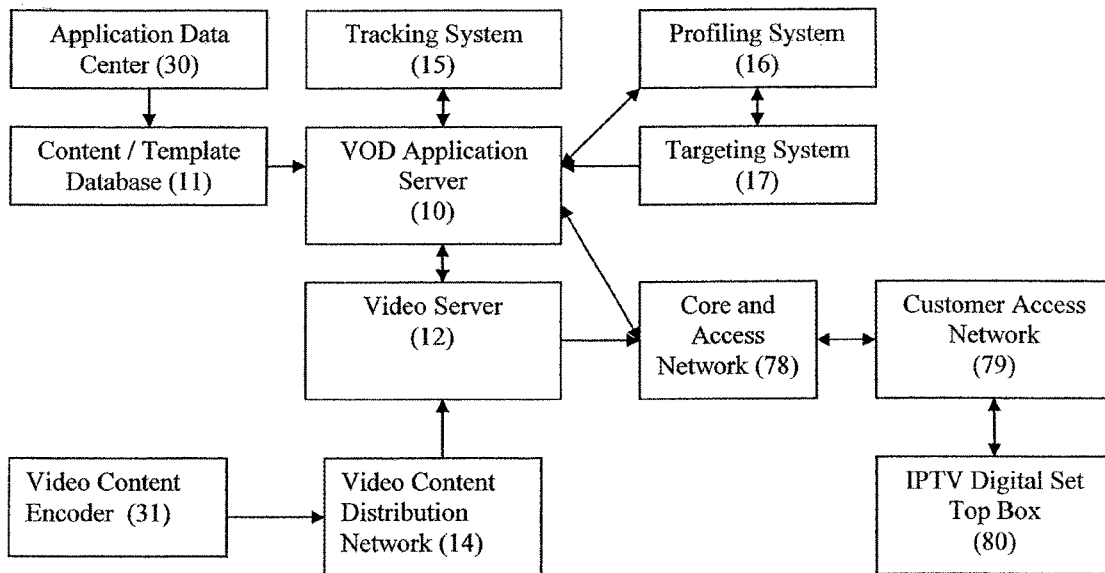 Application Data
Center (30)
Tracking System
(15)
Profiling System
(16)
Content / Template
Database (11)
VOD Application
Server
(10)
Targeting System
(17)
Video Server
(12)
Core and
Access
Network (78)
Customer Access
Network
(79)
Video Content
Encoder (31)
Video Content
Distribution
Network (14)
IPTV Digital Set
Top Box
(80)